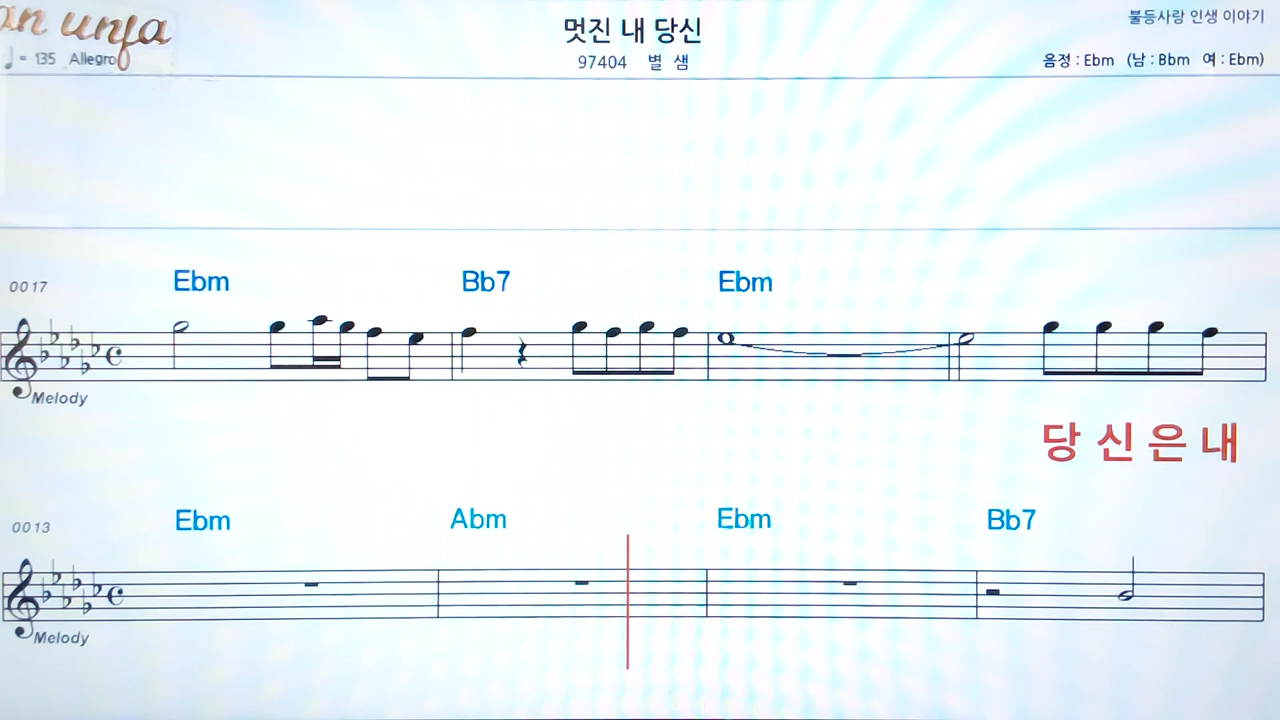 멋진 내 당신
불등사랑 인생 이야기
= 135 Allegro
97404 별 샘
음정 : Ebm (남 : Bbm 여 : Ebm)
0017
Ebm Bb7 Ebm
Melody
당 신 은 내
0013
Ebm Abm Ebm Bb7
Melody